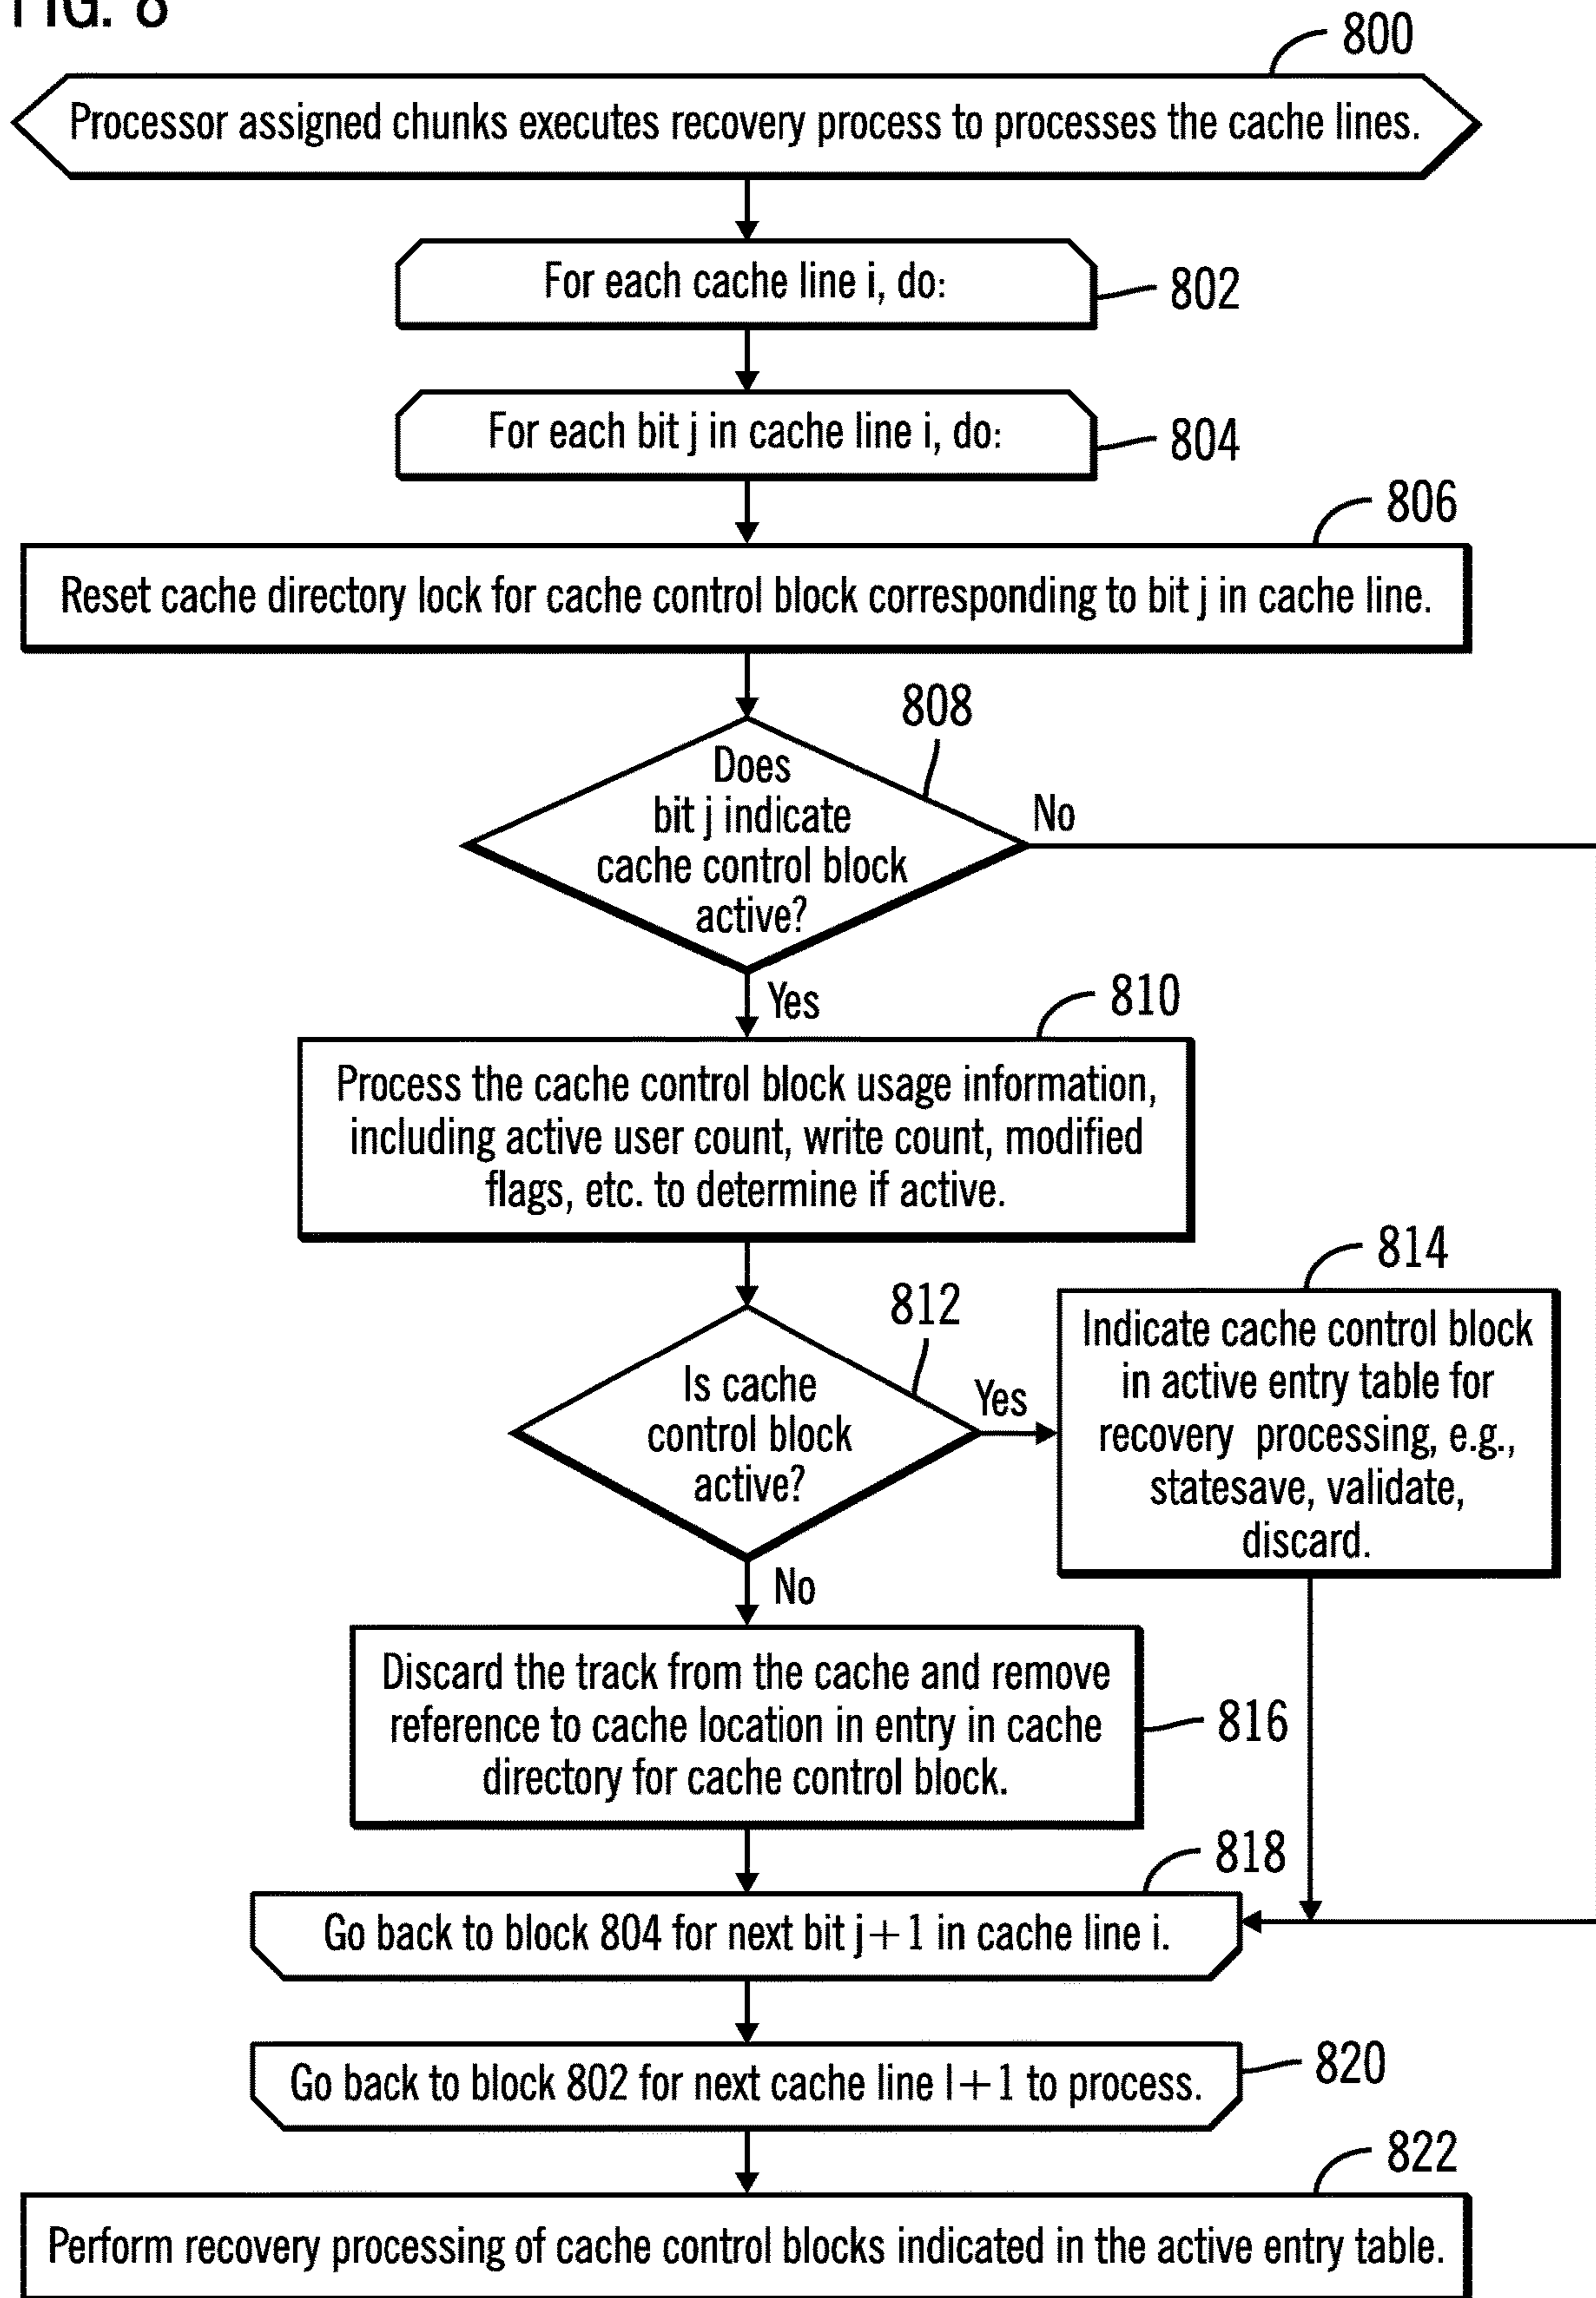 FIG. 8
800
Processor assigned chunks executes recovery process to processes the cache lines.
For each cache line i, do:
802
For each bit j in cache line i, do:
804
806
Reset cache directory lock for cache control block corresponding to bit j in cache line.
808
Does
bit j indicate
cache control block
active?
No
Yes
810
Process the cache control block usage information,
including active user count, write count, modified
flags, etc. to determine if active.
812
Is cache
control block
active?
Yes
814
Indicate cache control block
in active entry table for
recovery processing, e.g.,
statesave, validate,
discard.
No
Discard the track from the cache and remove
reference to cache location in entry in cache
directory for cache control block.
816
818
Go back to block 804 for next bit j+1 in cache line i.
Go back to block 802 for next cache line I+1 to process.
820
822
Perform recovery processing of cache control blocks indicated in the active entry table.